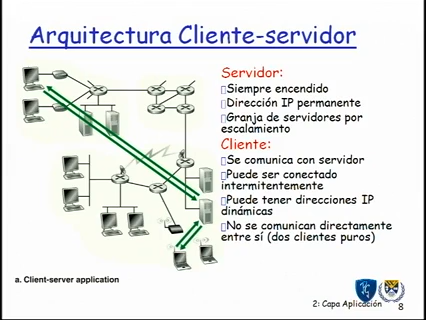 Arquitectura Cliente-servidor
Servidor:
Siempre encendido
Dirección IP permanente
Granja de servidores por
escalamiento
Cliente:
Se comunica con servidor
Puede ser conectado
intermitentemente
Puede tener direcciones IP
dinámicas
No se comunican directamente
entre sí (dos clientes puros)
a. Client-server application
2: Capa Aplicación
8